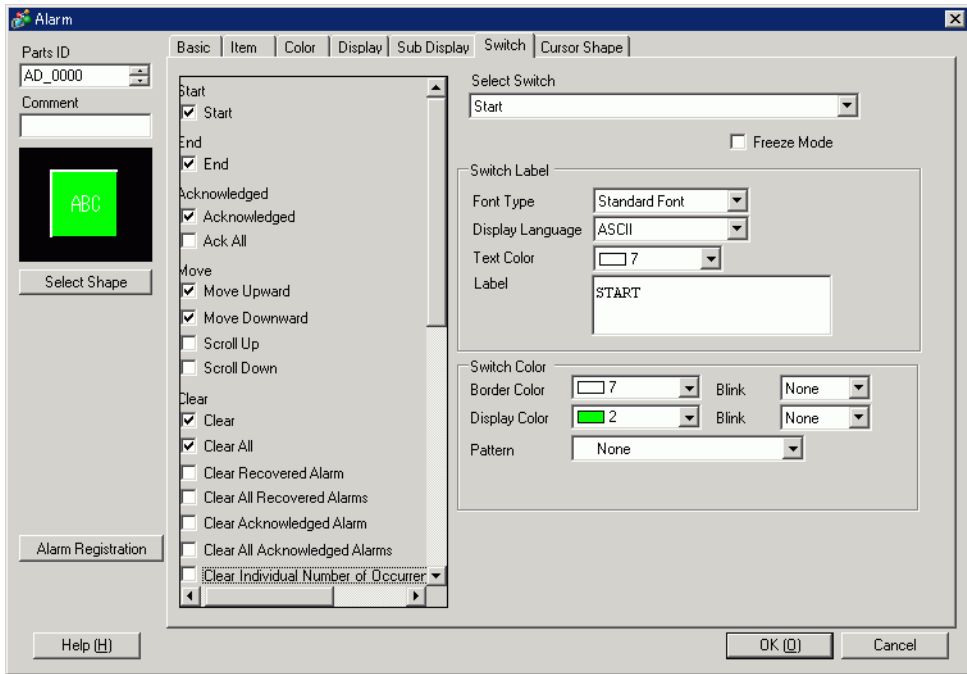 Alarm
Parts ID
AD_0000
Comment
ABC
Select Shape
Alarm Registration
Basic Item Color Display Sub Display Switch Cursor Shape
Start
Start
End
End
Acknowledged
Acknowledged
Ack All
Move
Move Upward
Move Downward
Scroll Up
Scroll Down
Clear
Clear
Clear All
Clear Recovered Alarm
Clear All Recovered Alarms
Clear Acknowledged Alarm
Clear All Acknowledged Alarms
Clear Individual Number of Occurrer
Select Switch
Start
Freeze Mode
Switch Label
Font Type Standard Font
Display Language ASCII
Text Color 7
Label START
Switch Color
Border Color 7 Blink None
Display Color 2 Blink None
Pattern None
Help (H) OK (O) Cancel